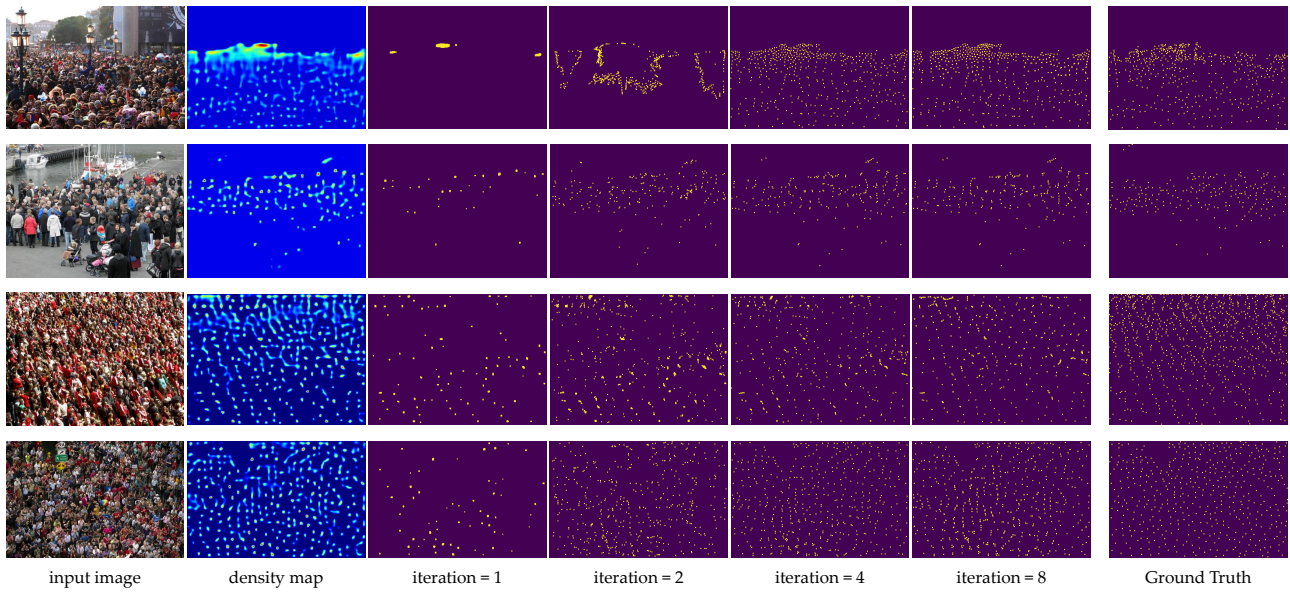 input image
density map
iteration = 1
iteration = 2
iteration = 4
iteration = 8
Ground Truth